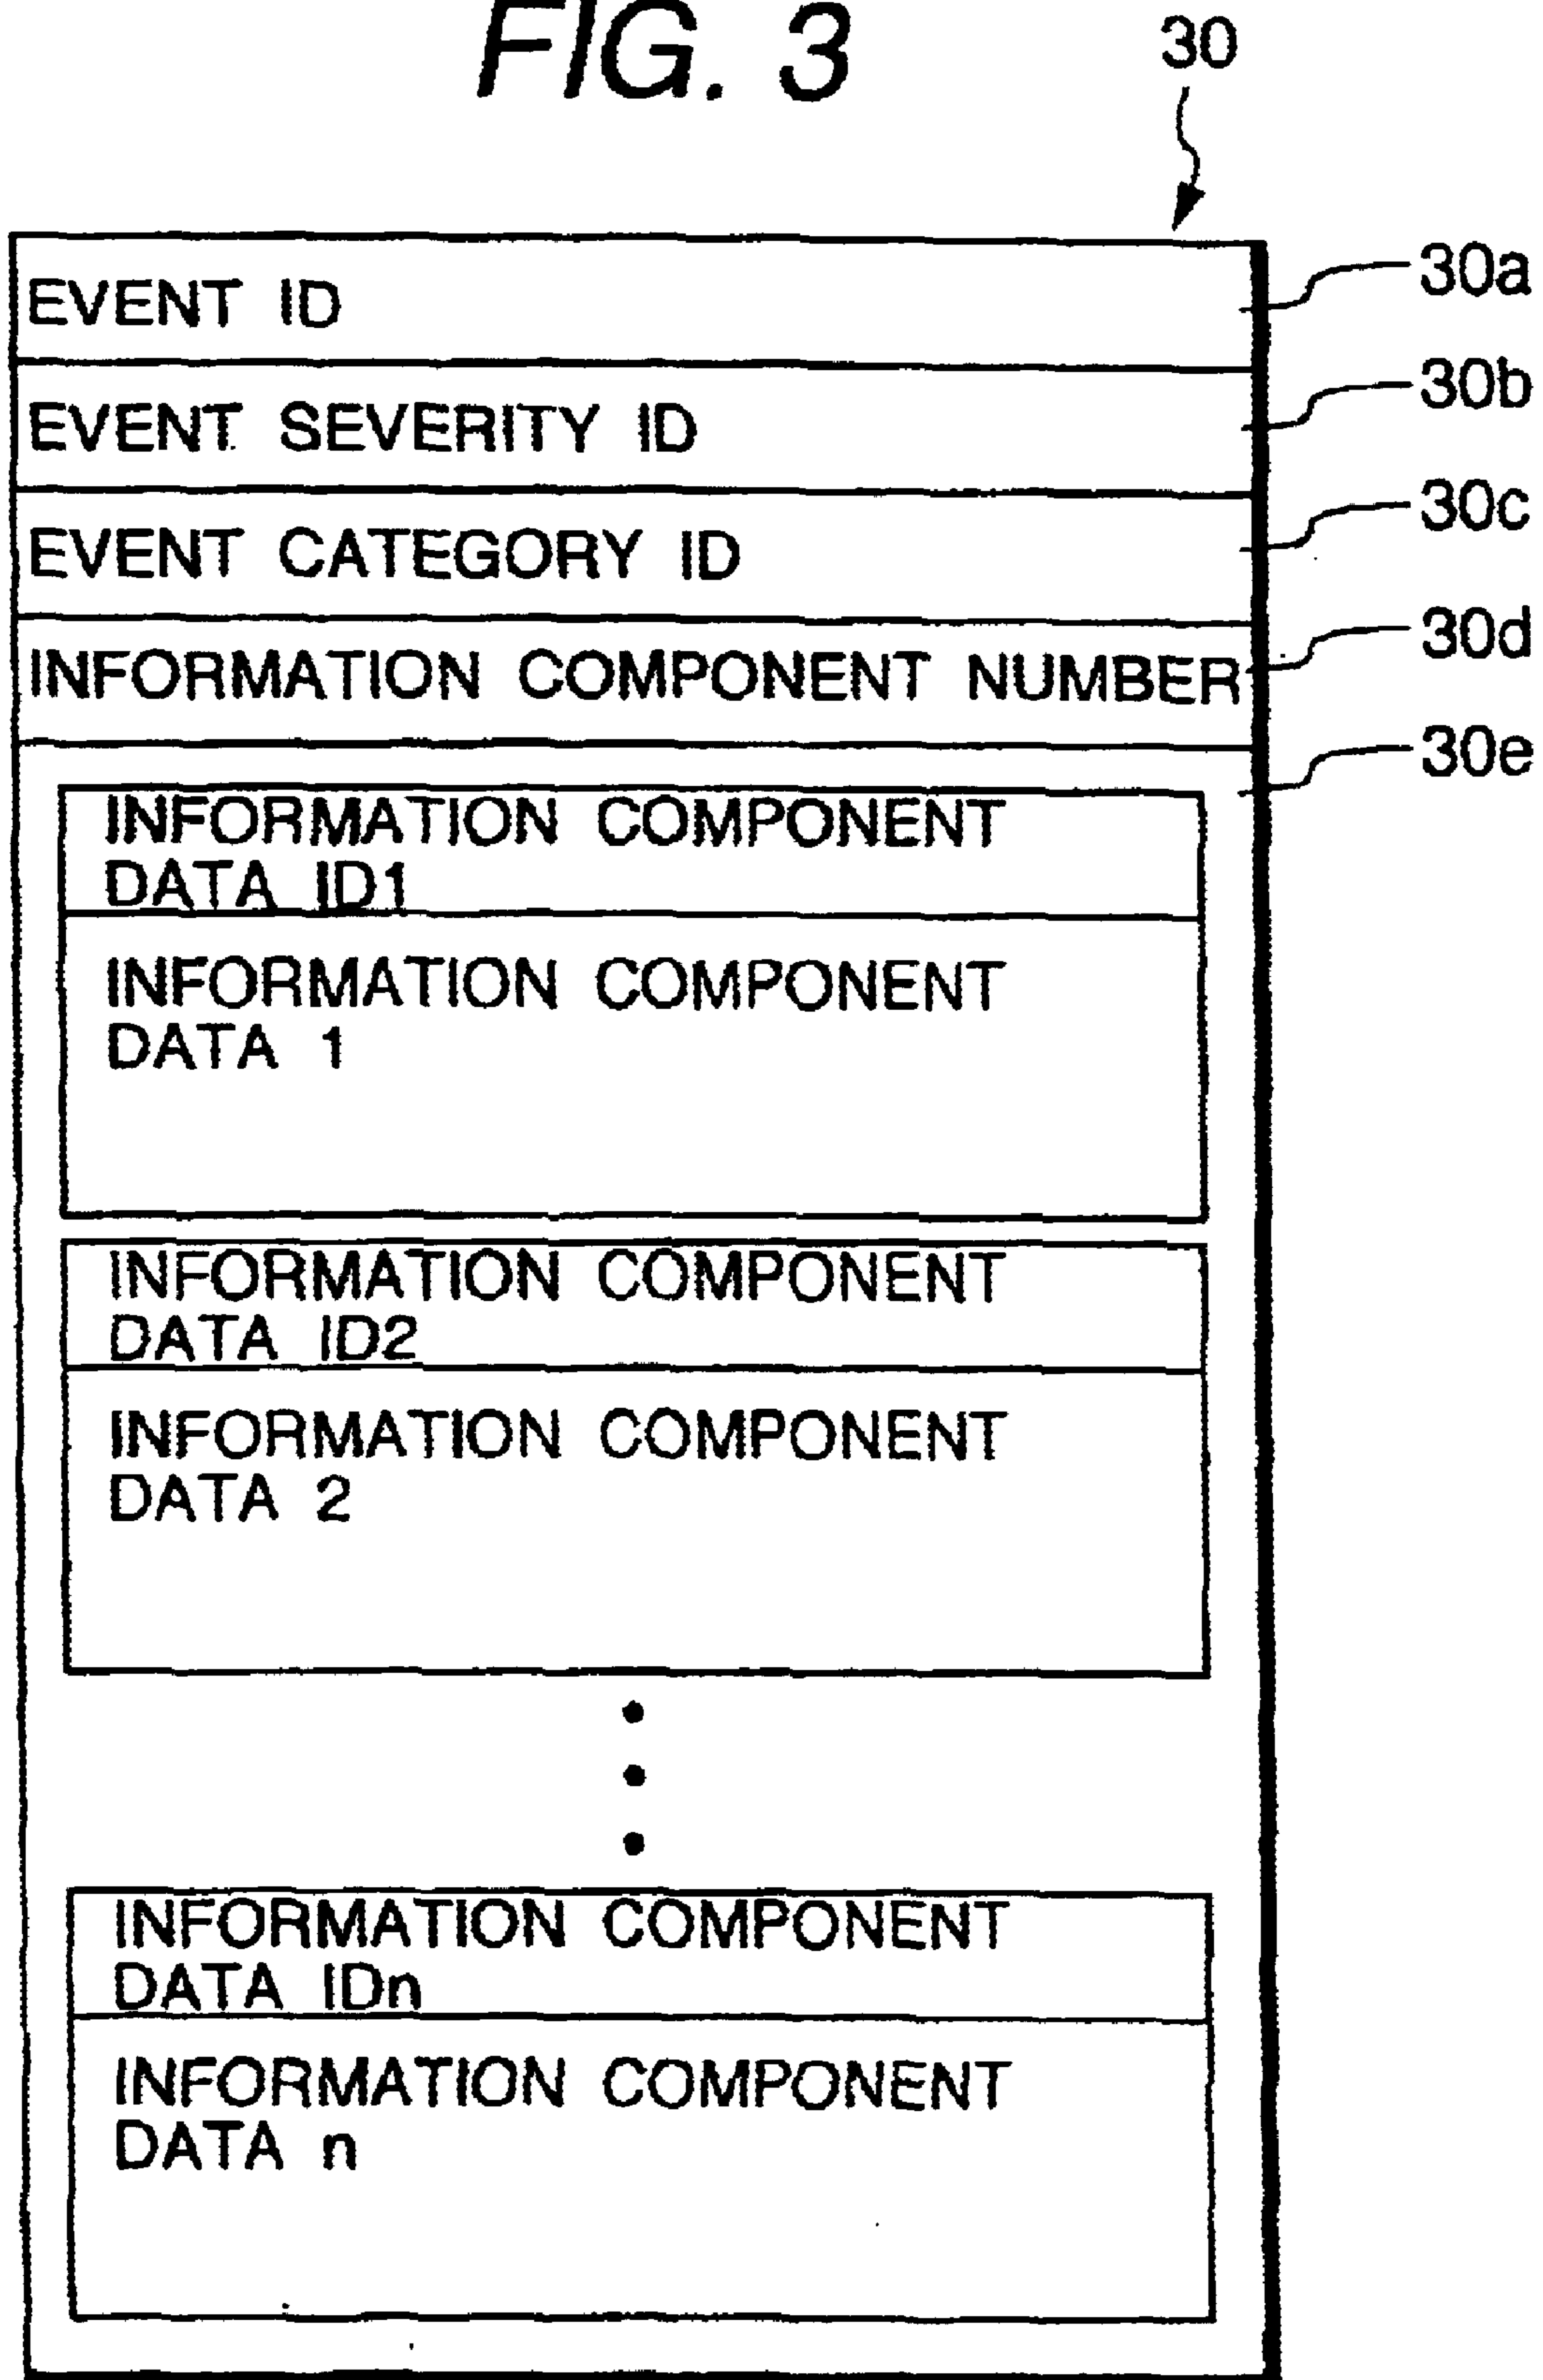 FIG. 3
30
EVENT ID
30a
EVENT SEVERITY ID
30b
EVENT CATEGORY ID
30c
INFORMATION COMPONENT NUMBER
30d
30e
INFORMATION COMPONENT
DATA ID1
INFORMATION COMPONENT
DATA 1
INFORMATION COMPONENT
DATA ID2
INFORMATION COMPONENT
DATA 2
INFORMATION COMPONENT
DATA IDn
INFORMATION COMPONENT
DATA n